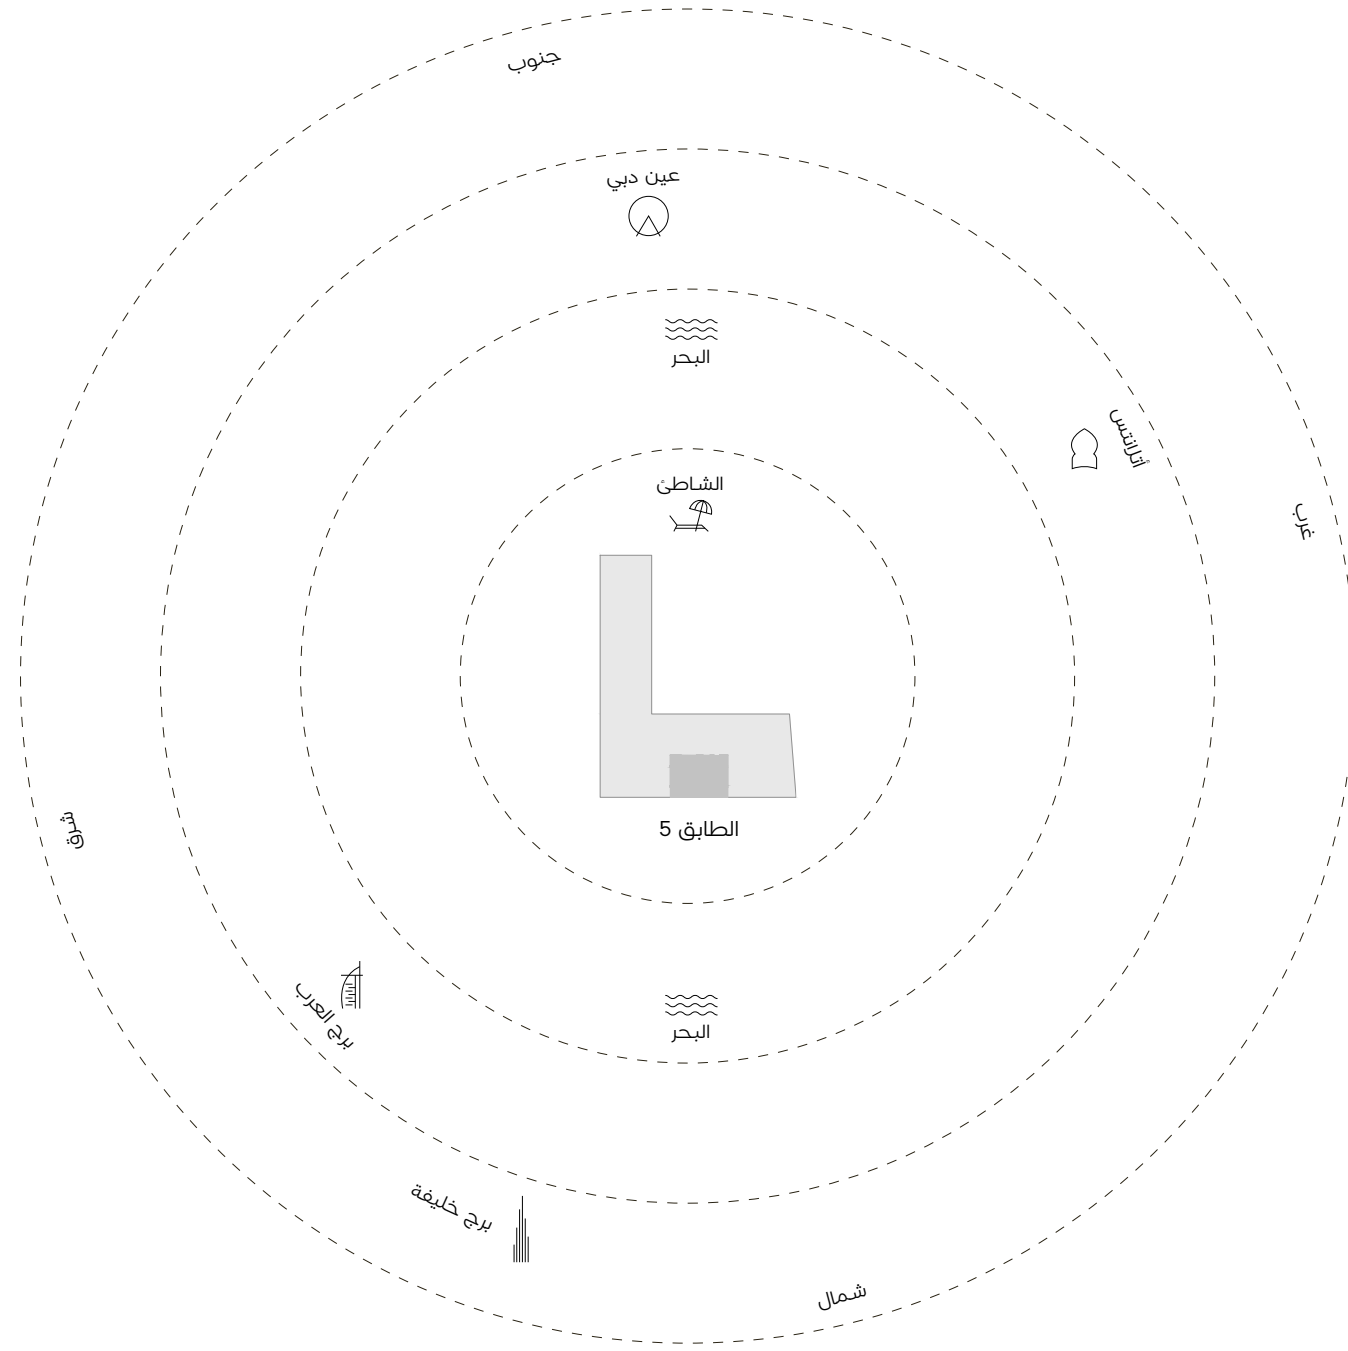 جنوب
عين دبي
البحر
أتلانتس
الشاطئ
غرب
شرق
الطابق 5
برج العرب
البحر
برج خليفة
شمال